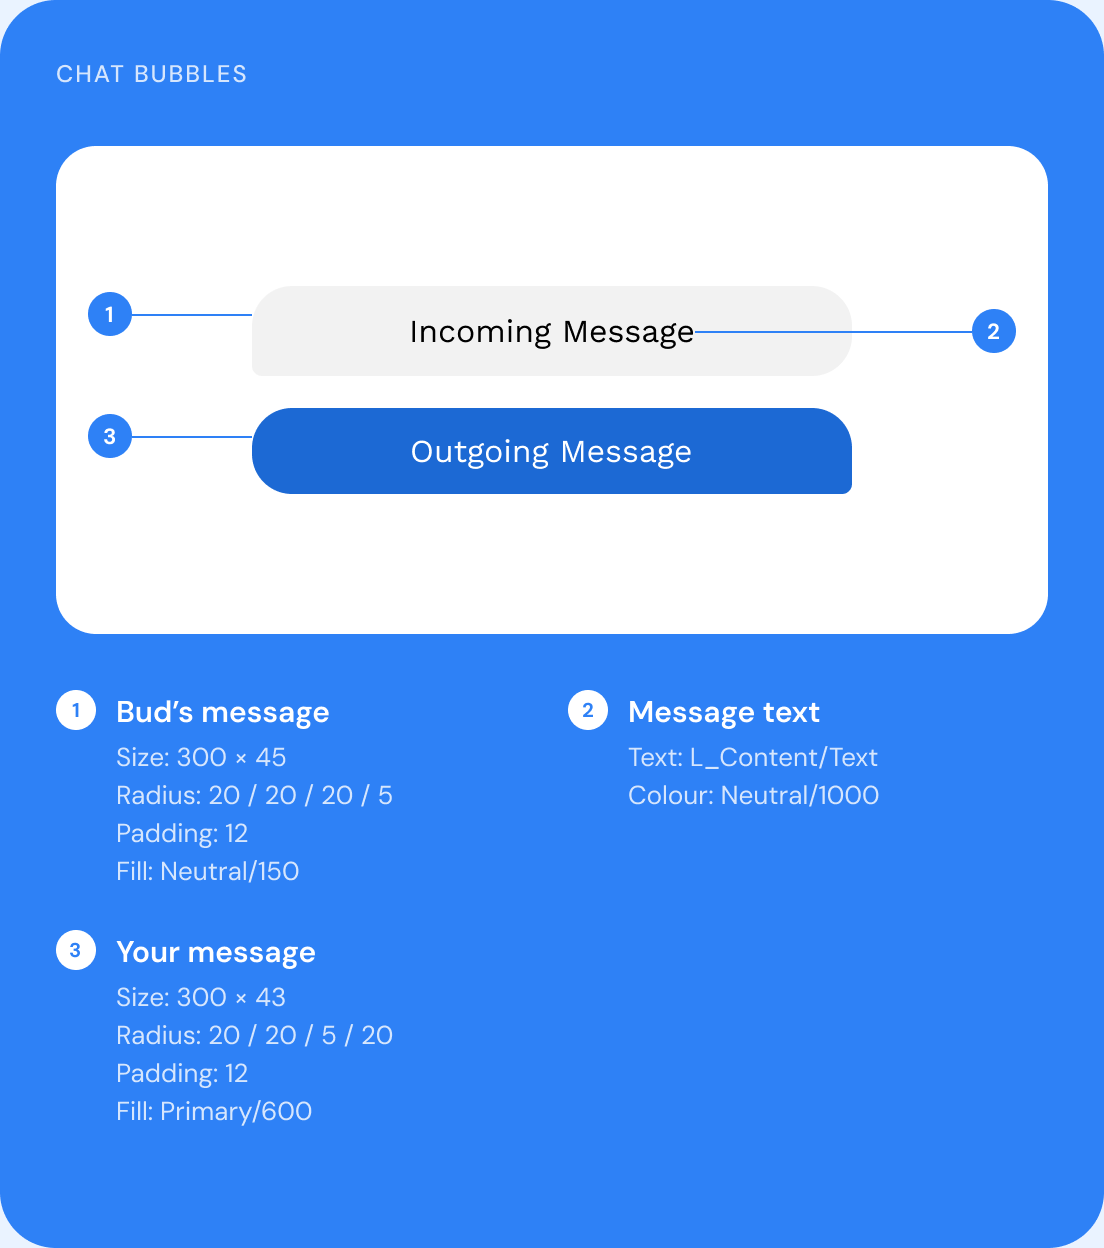 CHAT BUBBLES
1
Incoming Message
2
3
Outgoing Message
1
Bud’s message
Size: 300 × 45
Radius: 20 / 20 / 20 / 5
Padding: 12
Fill: Neutral/150
2
Message text
Text: L_Content/Text
Colour: Neutral/1000
3
Your message
Size: 300 × 43
Radius: 20 / 20 / 5 / 20
Padding: 12
Fill: Primary/600